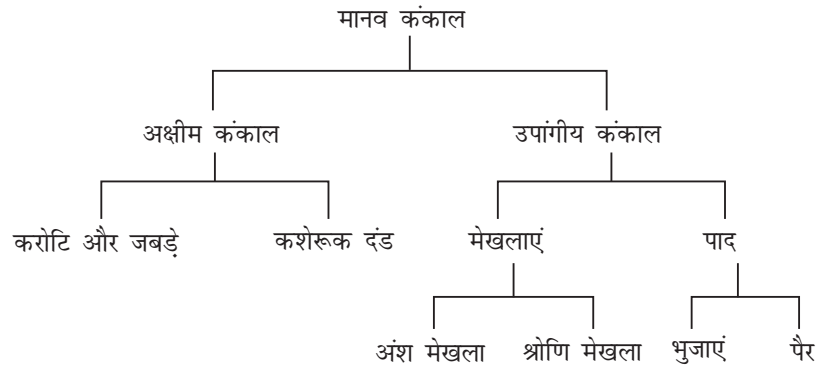 मानव कंकाल
अक्षीम कंकाल उपांगीय कंकाल
करोटि और जबड़े कशेरूक दंड मेखलाएं पाद
अंश मेखला श्रोणि मेखला भुजाएं पैर